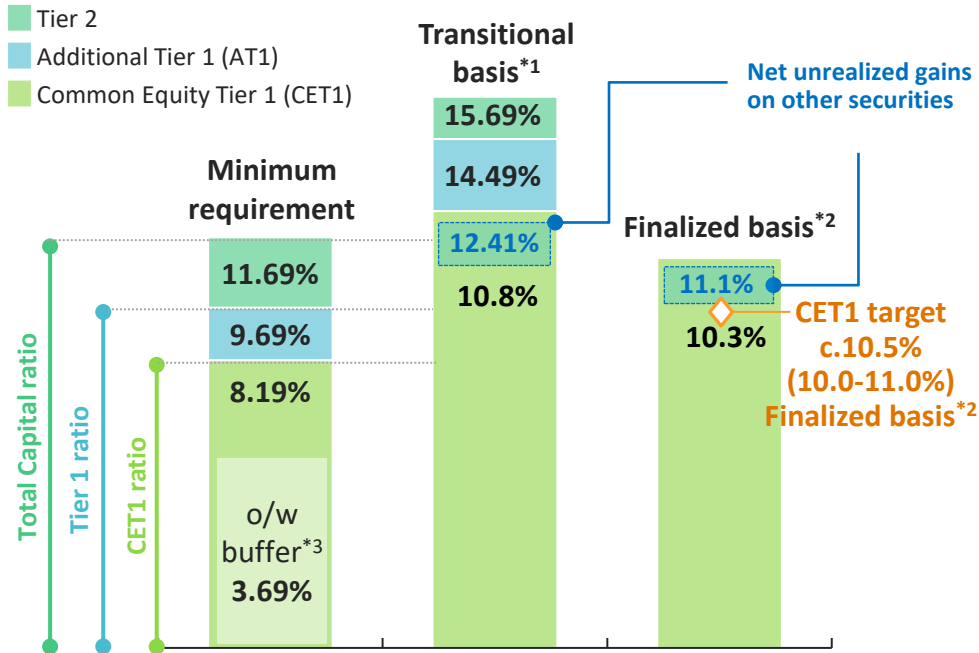 Tier 2
Additional Tier 1 (AT1)
Common Equity Tier 1 (CET1)
Transitional
basis*1
Net unrealized gains
on other securities
Minimum
requirement
Finalized basis*2
15.69%
14.49%
12.41%
10.8%
11.69%
9.69%
8.19%
o/w
buffer*3
3.69%
11.1%
10.3%
CET1 target
c.10.5%
(10.0-11.0%)
Finalized basis*2
Total Capital ratio
Tier 1 ratio
CET1 ratio